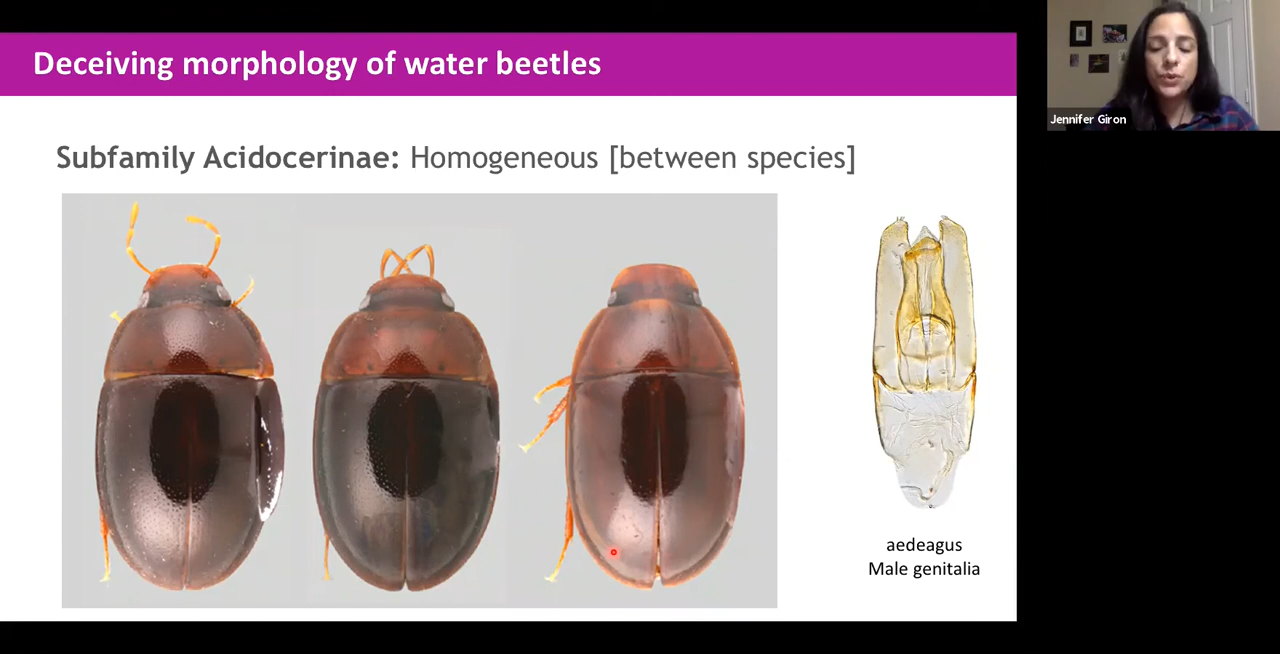 Deceiving morphology of water beetles
Jennifer Giron
Subfamily Acidocerinae: Homogeneous [between species]
aedeagus
Male genitalia